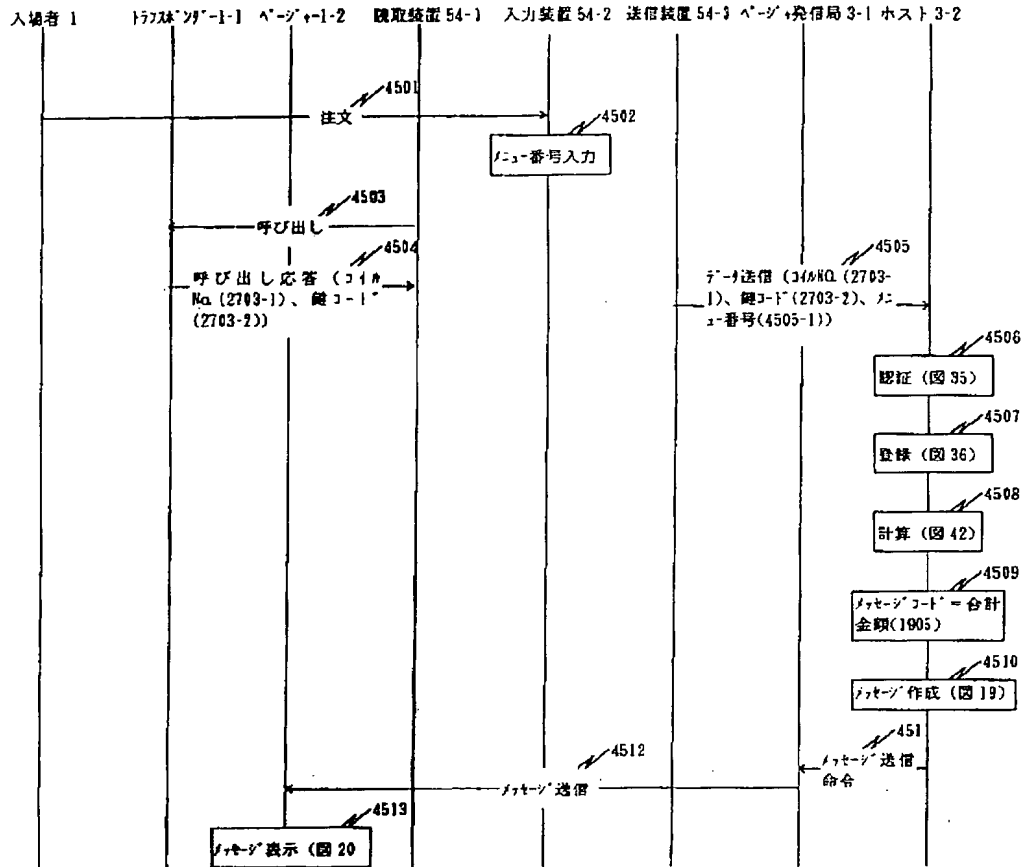 入場者 1 トランスポンダー1-1 ページャー1-2 読取装置 54-1 入力装置 54-2 送信装置 54-3 ページャ発信局 3-1 ホスト 3-2
4501
注文
4502
メニュー番号入力
4503
呼び出し
4504
呼び出し応答（コイル
No.(2703-1)、鍵コード
(2703-2))
4505
データ送信（コイルNO.(2703-
1)、鍵コード(2703-2)、メニ
ュー番号(4505-1))
4506
認証（図 35）
4507
登録（図 36）
4508
計算（図 42）
4509
メッセージコード＝合計
金額(1905)
4510
メッセージ作成（図 19）
451
メッセージ送信
命令
4512
メッセージ送信
4513
メッセージ表示（図 20